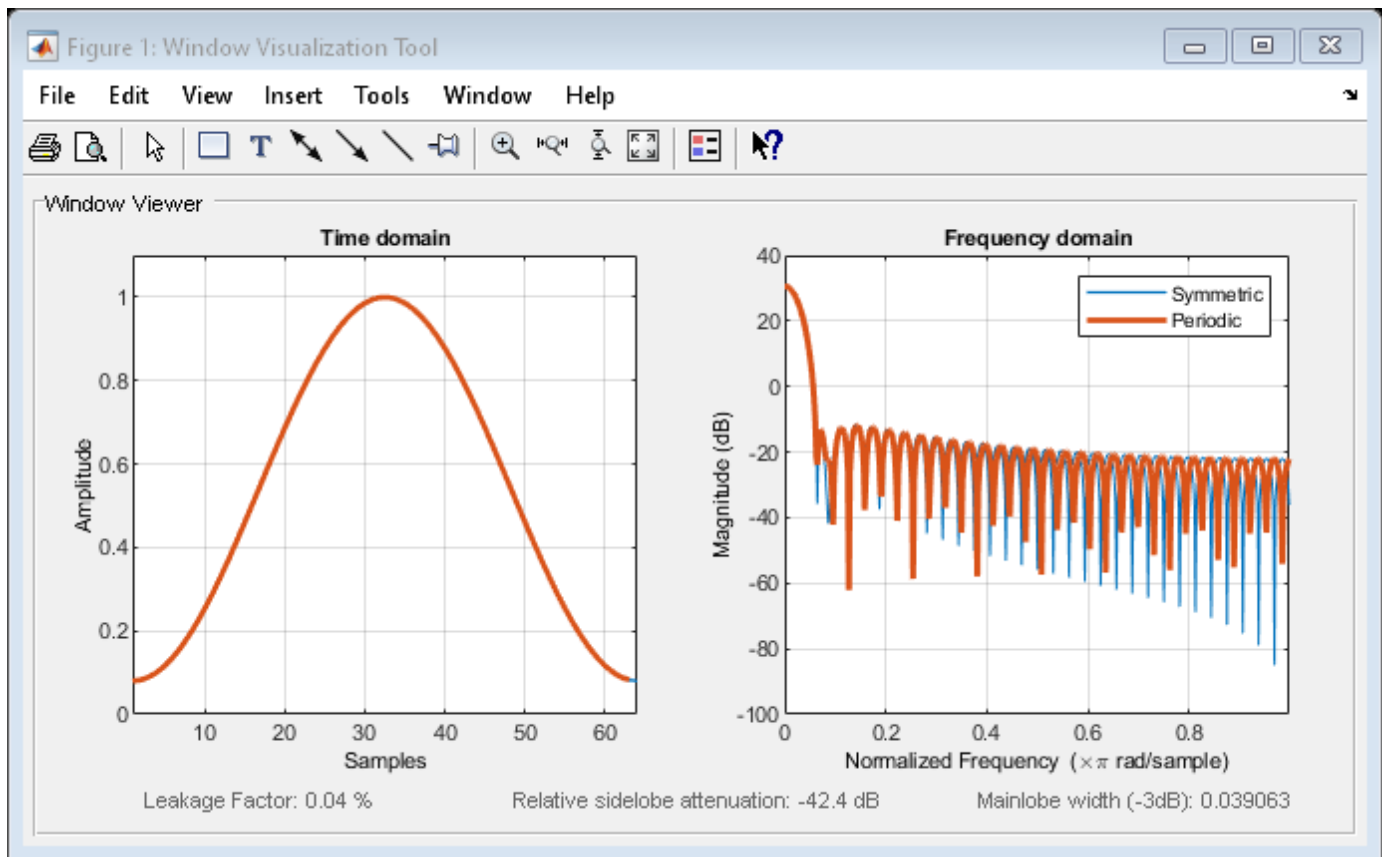 Figure 1: Window Visualization Tool
File Edit View Insert Tools Window Help
T
?
Window Viewer
Time domain
1
0.8
0.6
0.4
0.2
0
Amplitude
10 20 30 40 50 60
Samples
Frequency domain
40
20
0
-20
-40
-60
-80
-100
Magnitude (dB)
Symmetric
Periodic
0 0.2 0.4 0.6 0.8
Normalized Frequency (×π rad/sample)
Leakage Factor: 0.04 % Relative sidelobe attenuation: -42.4 dB Mainlobe width (-3dB): 0.039063